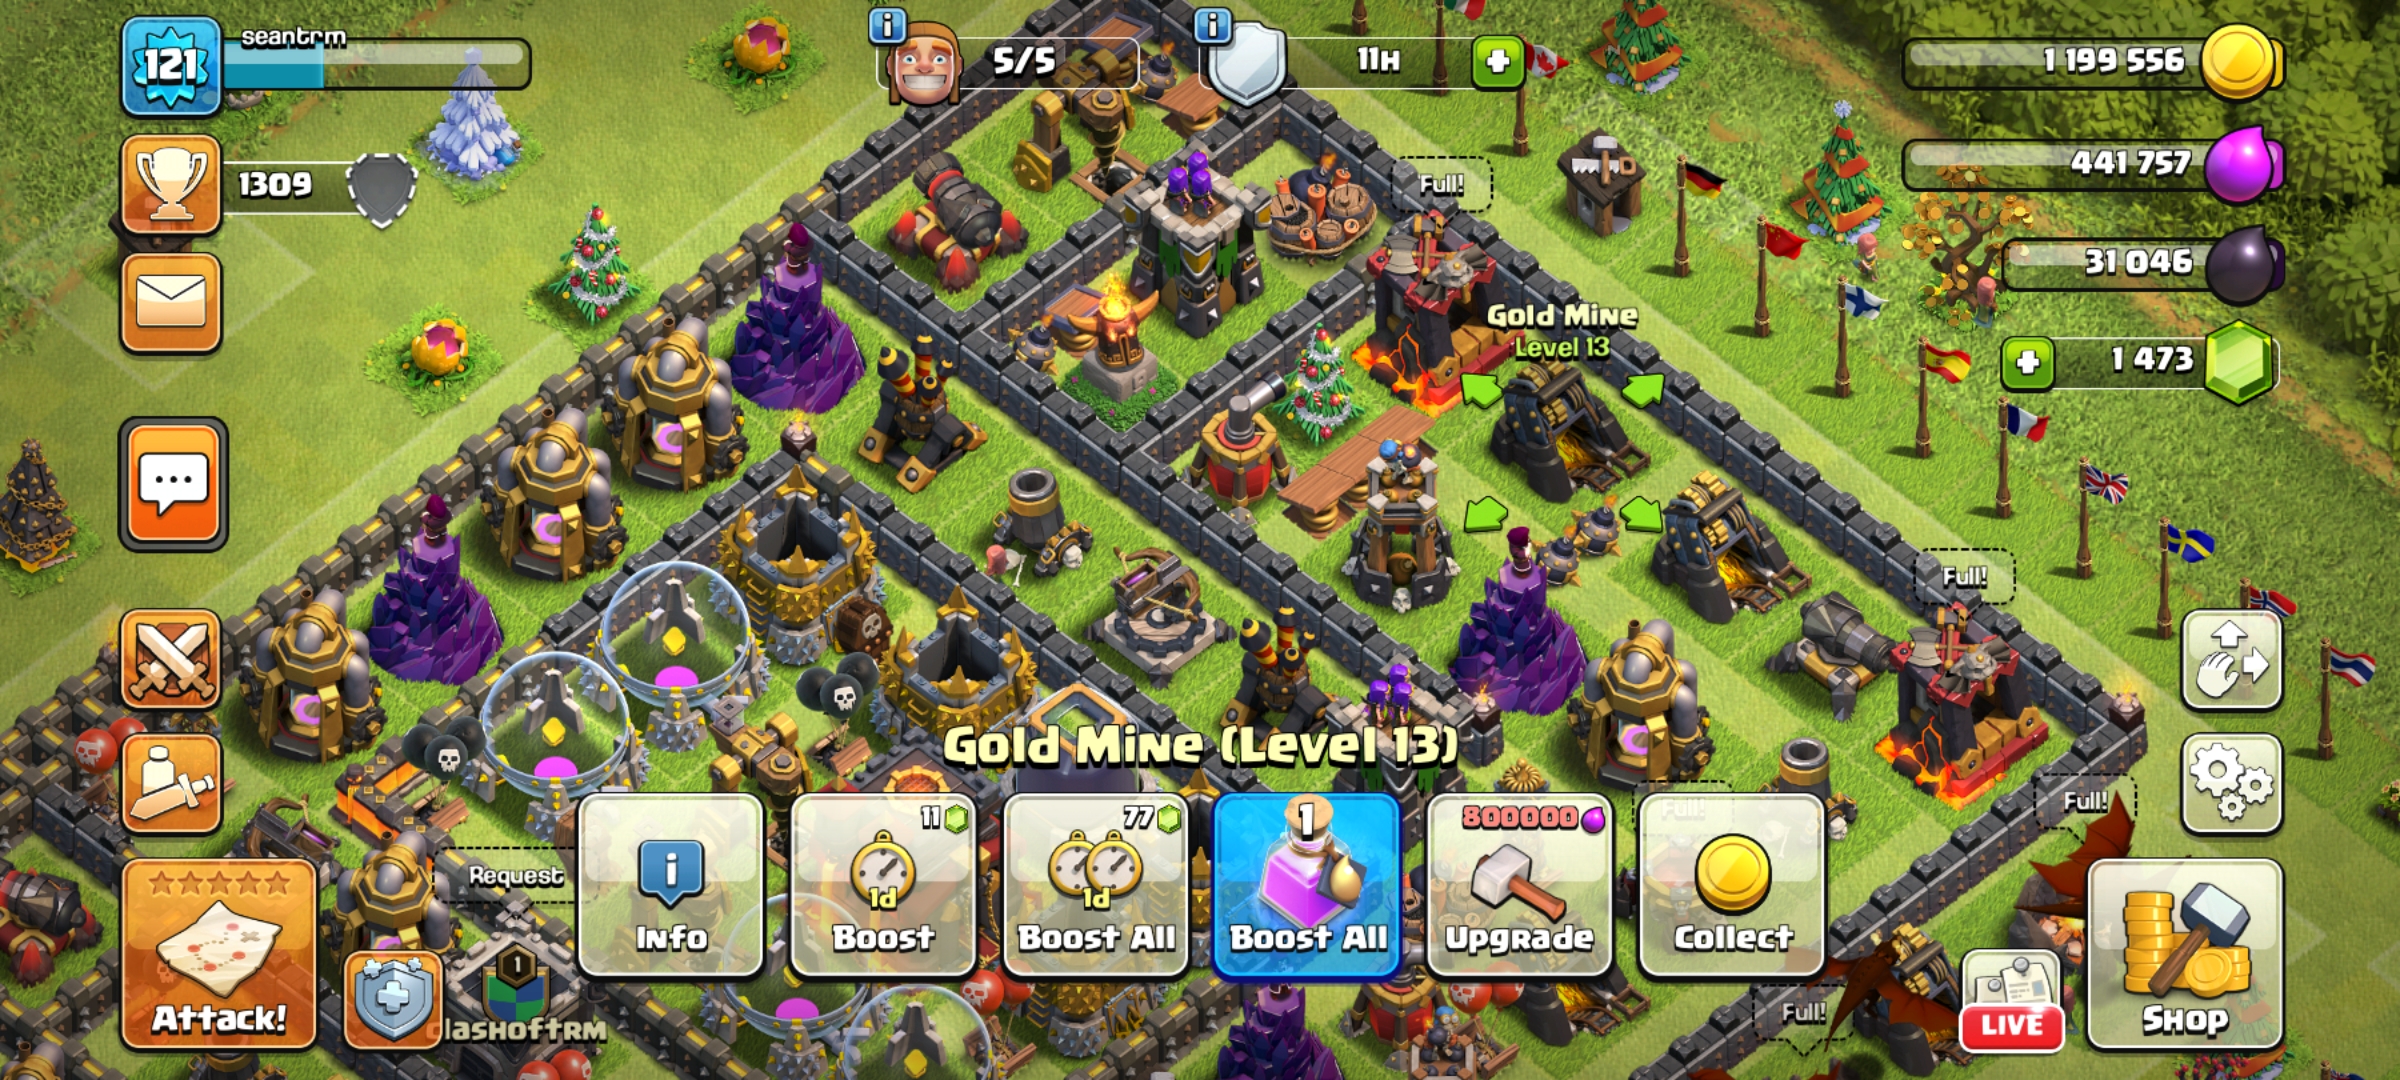 121
seantrm
5/5
11H
1 199 556
1309
441 757
31 046
1 473
Full!
Gold Mine
Level 13
Full!
Gold Mine (Level 13)
Full!
Full!
Request
Info
11
1d
Boost
77
1d
Boost All
1
Boost All
800000
Upgrade
Collect
Attack!
1
lashoftrm
Full!
LIVE
Shop